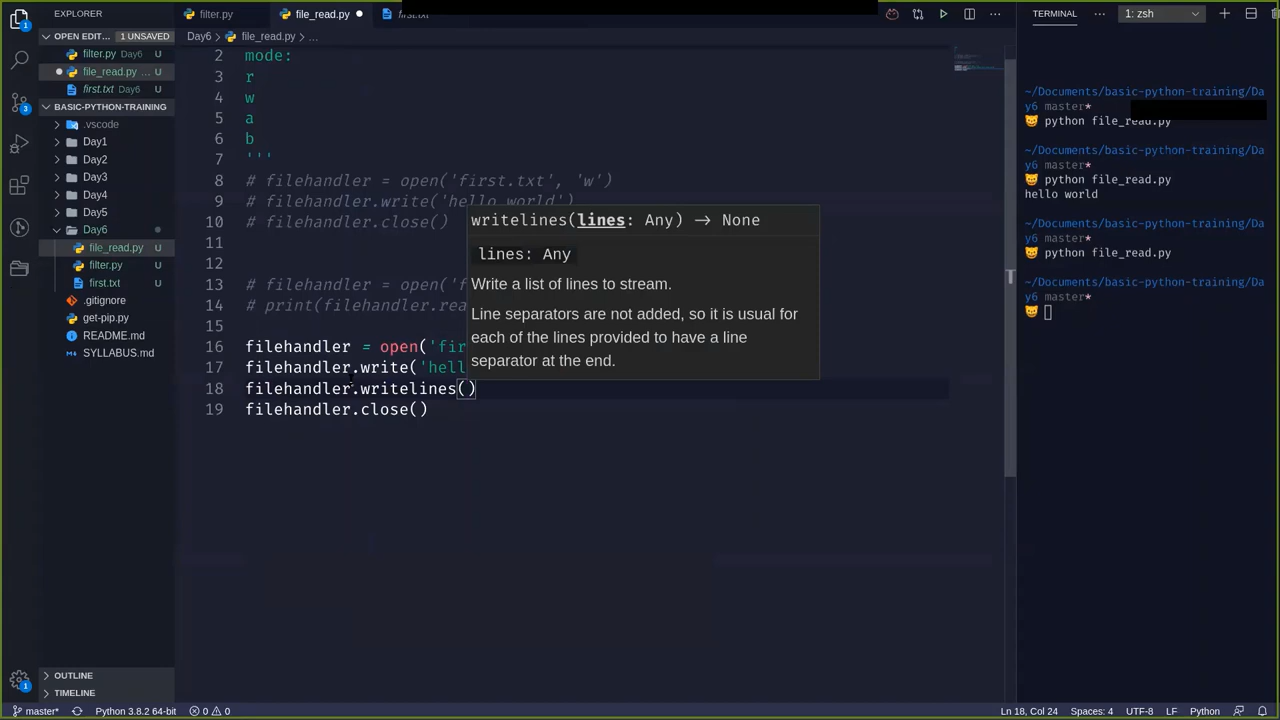 EXPLORER
filter.py
file_read.py
first.txt
TERMINAL
1: zsh
OPEN EDIT... 1 UNSAVED
filter.py Day6 U
file_read.py ... U
first.txt Day6 U
BASIC-PYTHON-TRAINING
.vscode
Day1
Day2
Day3
Day4
Day5
Day6
file_read.py U
filter.py U
first.txt U
.gitignore
get-pip.py
README.md
SYLLABUS.md
OUTLINE
TIMELINE
Day6 > file_read.py > ...
2 mode:
3 r
4 w
5 a
6 b
7 '''
8 # filehandler = open('first.txt', 'w')
9 # filehandler.write('hello world')
10 # filehandler.close()
11
12
13 # filehandler = open('f
14 # print(filehandler.rea
15
16 filehandler = open('fir
17 filehandler.write('hell
18 filehandler.writelines()
19 filehandler.close()
writelines(lines: Any) → None
lines: Any
Write a list of lines to stream.
Line separators are not added, so it is usual for
each of the lines provided to have a line
separator at the end.
~/Documents/basic-python-training/Da
y6 master*
python file_read.py
~/Documents/basic-python-training/Da
y6 master*
python file_read.py
hello world
~/Documents/basic-python-training/Da
y6 master*
python file_read.py
~/Documents/basic-python-training/Da
y6 master*
1
3
1
master*
Python 3.8.2 64-bit
0
0
Ln 18, Col 24
Spaces: 4
UTF-8
LF
Python